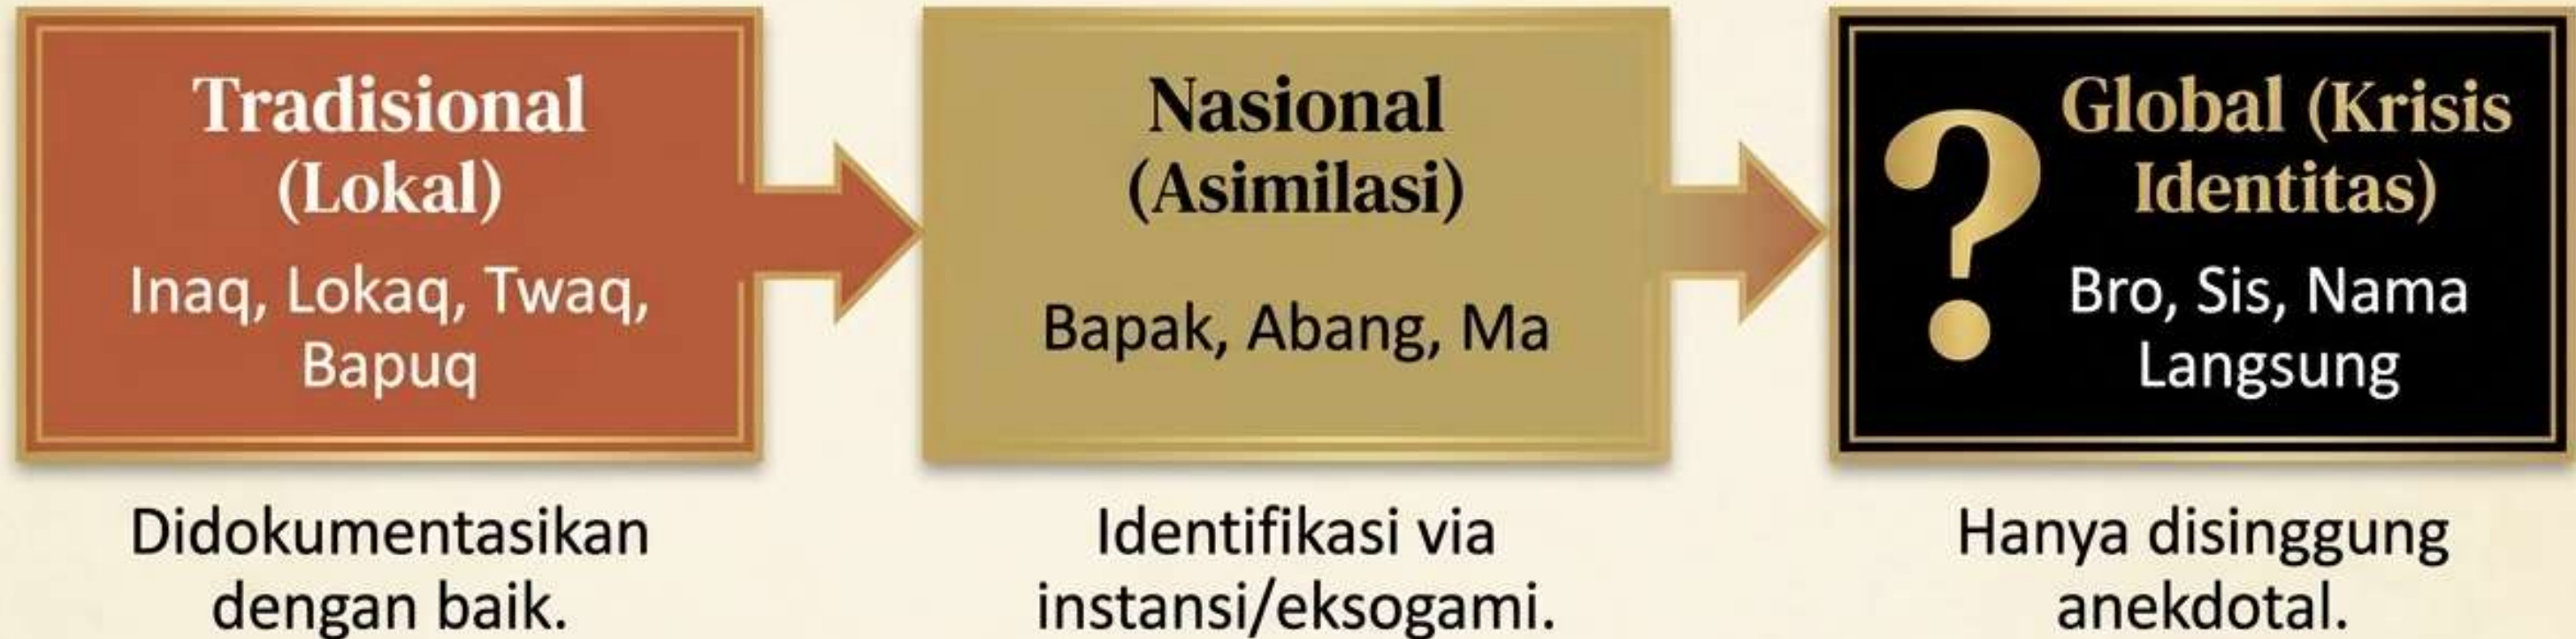 Tradisional
(Lokal)
Inaq, Lokaq, Twaq,
Bapuq
Didokumentasikan
dengan baik.
Nasional
(Asimilasi)
Bapak, Abang, Ma
Identifikasi via
instansi/eksogami.
?
Global (Krisis
Identitas)
Bro, Sis, Nama
Langsung
Hanya disinggung
anekdotal.